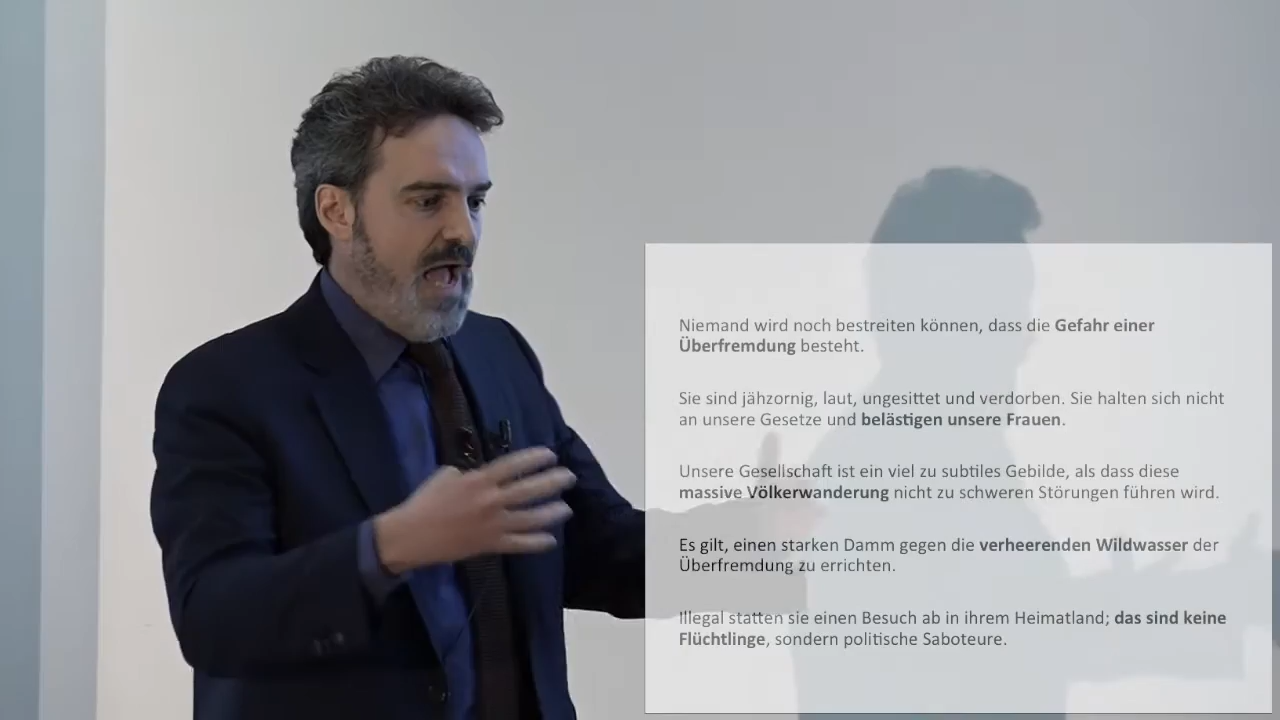 Niemand wird noch bestreiten können, dass die Gefahr einer
Überfremdung besteht.
Sie sind jähzornig, laut, ungesittet und verdorben. Sie halten sich nicht
an unsere Gesetze und belästigen unsere Frauen.
Unsere Gesellschaft ist ein viel zu subtiles Gebilde, als dass diese
massive Völkerwanderung nicht zu schweren Störungen führen wird.
Es gilt, einen starken Damm gegen die verheerenden Wildwasser der
Überfremdung zu errichten.
Illegal statten sie einen Besuch ab in ihrem Heimatland; das sind keine
Flüchtlinge, sondern politische Saboteure.